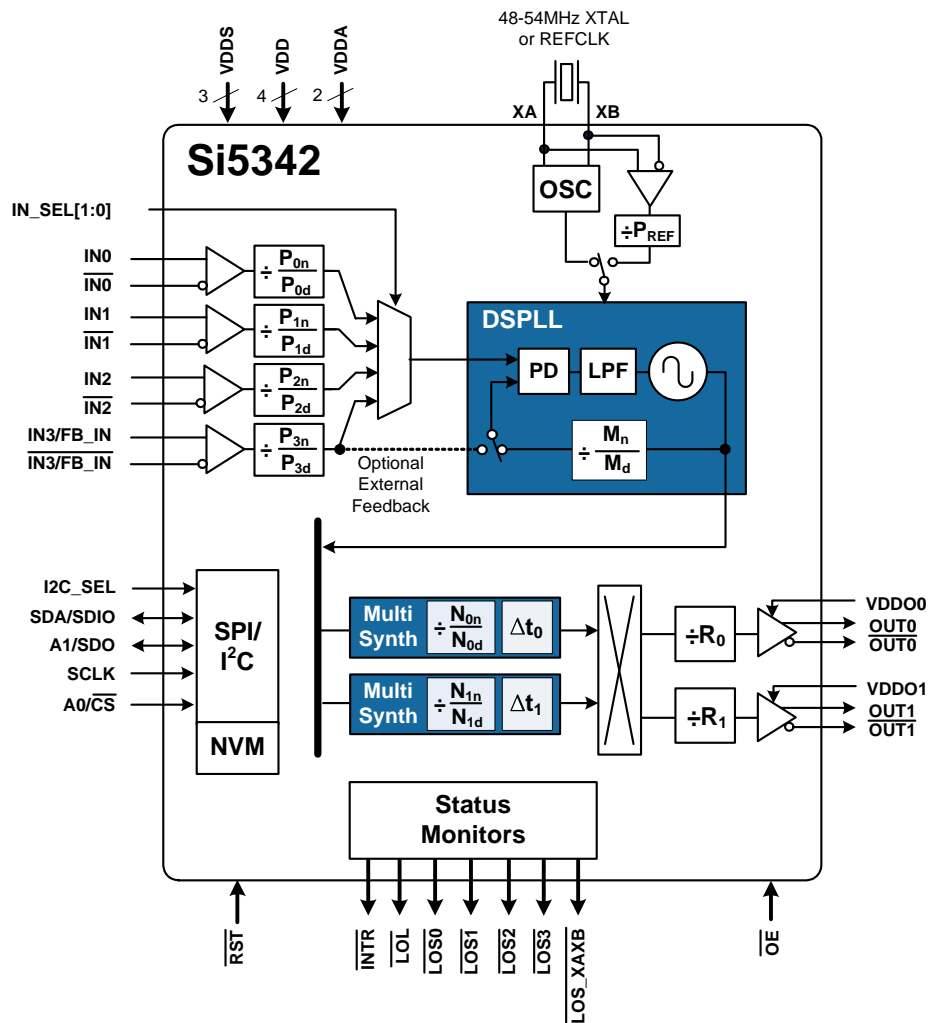 48-54MHz XTAL
or REFCLK
VDDS
VDD
VDDA
3
4
2
XA
XB
Si5342
OSC
÷PREF
IN_SEL[1:0]
IN0
IN0
÷ P0n
P0d
IN1
IN1
÷ P1n
P1d
IN2
IN2
÷ P2n
P2d
IN3/FB_IN
IN3/FB_IN
÷ P3n
P3d
Optional
External
Feedback
DSPLL
PD
LPF
÷ Mn
Md
I2C_SEL
SDA/SDIO
A1/SDO
SCLK
A0/CS
SPI/
I²C
NVM
Multi
Synth
÷ N0n
N0d
Δt0
Multi
Synth
÷ N1n
N1d
Δt1
÷R0
÷R1
VDDO0
OUT0
OUT0
VDDO1
OUT1
OUT1
Status
Monitors
RST
INTR
LOL
LOS0
LOS1
LOS2
LOS3
LOS_XAXB
OE